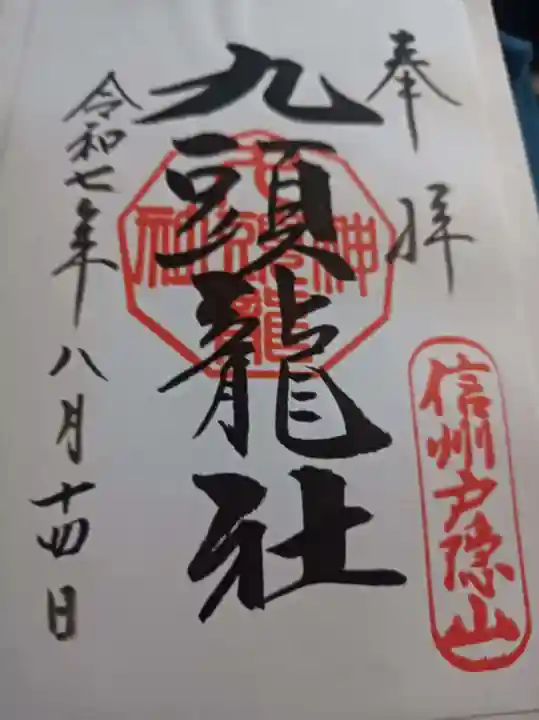 奉拝
信州戸隠山
九頭龍社
令和七年八月十四日